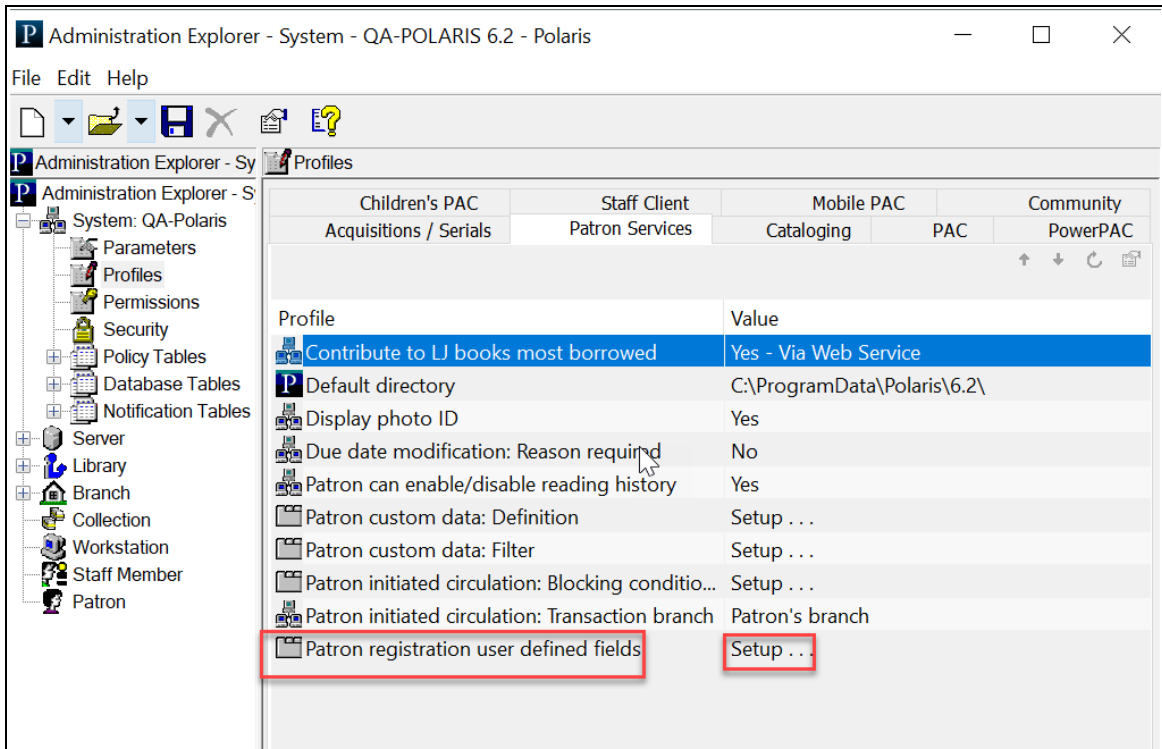 P Administration Explorer - System - QA-POLARIS 6.2 - Polaris
File Edit Help
P Administration Explorer - Sy
Profiles
P Administration Explorer - S
System: QA-Polaris
Parameters
Profiles
Permissions
Security
Policy Tables
Database Tables
Notification Tables
Server
Library
Branch
Collection
Workstation
Staff Member
Patron
Children's PAC Staff Client Mobile PAC Community
Acquisitions / Serials Patron Services Cataloging PAC PowerPAC
Profile Value
Contribute to LJ books most borrowed Yes - Via Web Service
P Default directory C:\ProgramData\Polaris\6.2\
Display photo ID Yes
Due date modification: Reason required No
Patron can enable/disable reading history Yes
Patron custom data: Definition Setup . . .
Patron custom data: Filter Setup . . .
Patron initiated circulation: Blocking conditio... Setup . . .
Patron initiated circulation: Transaction branch Patron's branch
Patron registration user defined fields Setup . . .